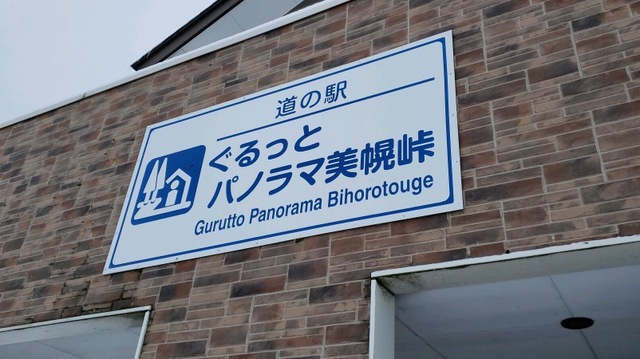 道の駅
ぐるっと
パノラマ美幌峠
Gurutto Panorama Bihorotouge